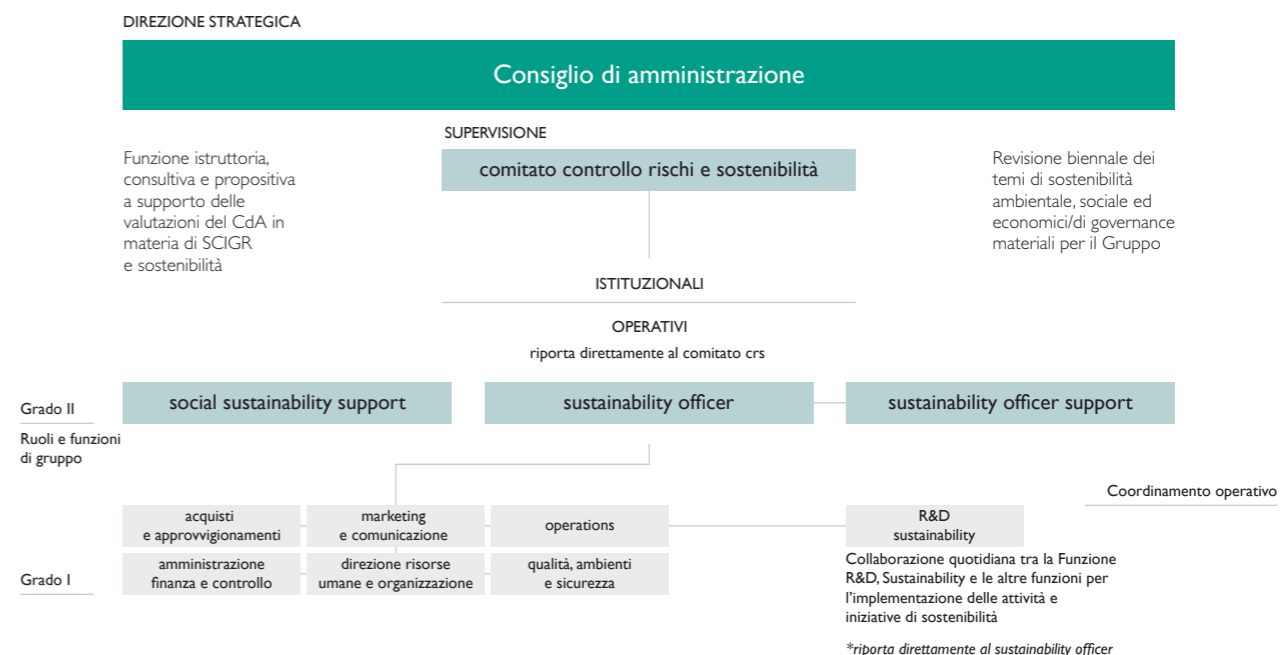 DIREZIONE STRATEGICA
Consiglio di amministrazione
SUPERVISIONE
comitato controllo rischi e sostenibilità
Funzione istruttoria,
consultiva e propositiva
a supporto delle
valutazioni del CdA in
materia di SCIGR
e sostenibilità
Revisione biennale dei
temi di sostenibilità
ambientale, sociale ed
economici/di governance
materiali per il Gruppo
ISTITUZIONALI
OPERATIVI
riporta direttamente al comitato crs
Grado II
Ruoli e funzioni
di gruppo
social sustainability support
sustainability officer
sustainability officer support
Coordinamento operativo
acquisti
e approvvigionamenti
marketing
e comunicazione
operations
R&D
sustainability
Grado I
amministrazione
finanza e controllo
direzione risorse
umane e organizzazione
qualità, ambienti
e sicurezza
Collaborazione quotidiana tra la Funzione
R&D, Sustainability e le altre funzioni per
l'implementazione delle attività e
iniziative di sostenibilità
*riporta direttamente al sustainability officer